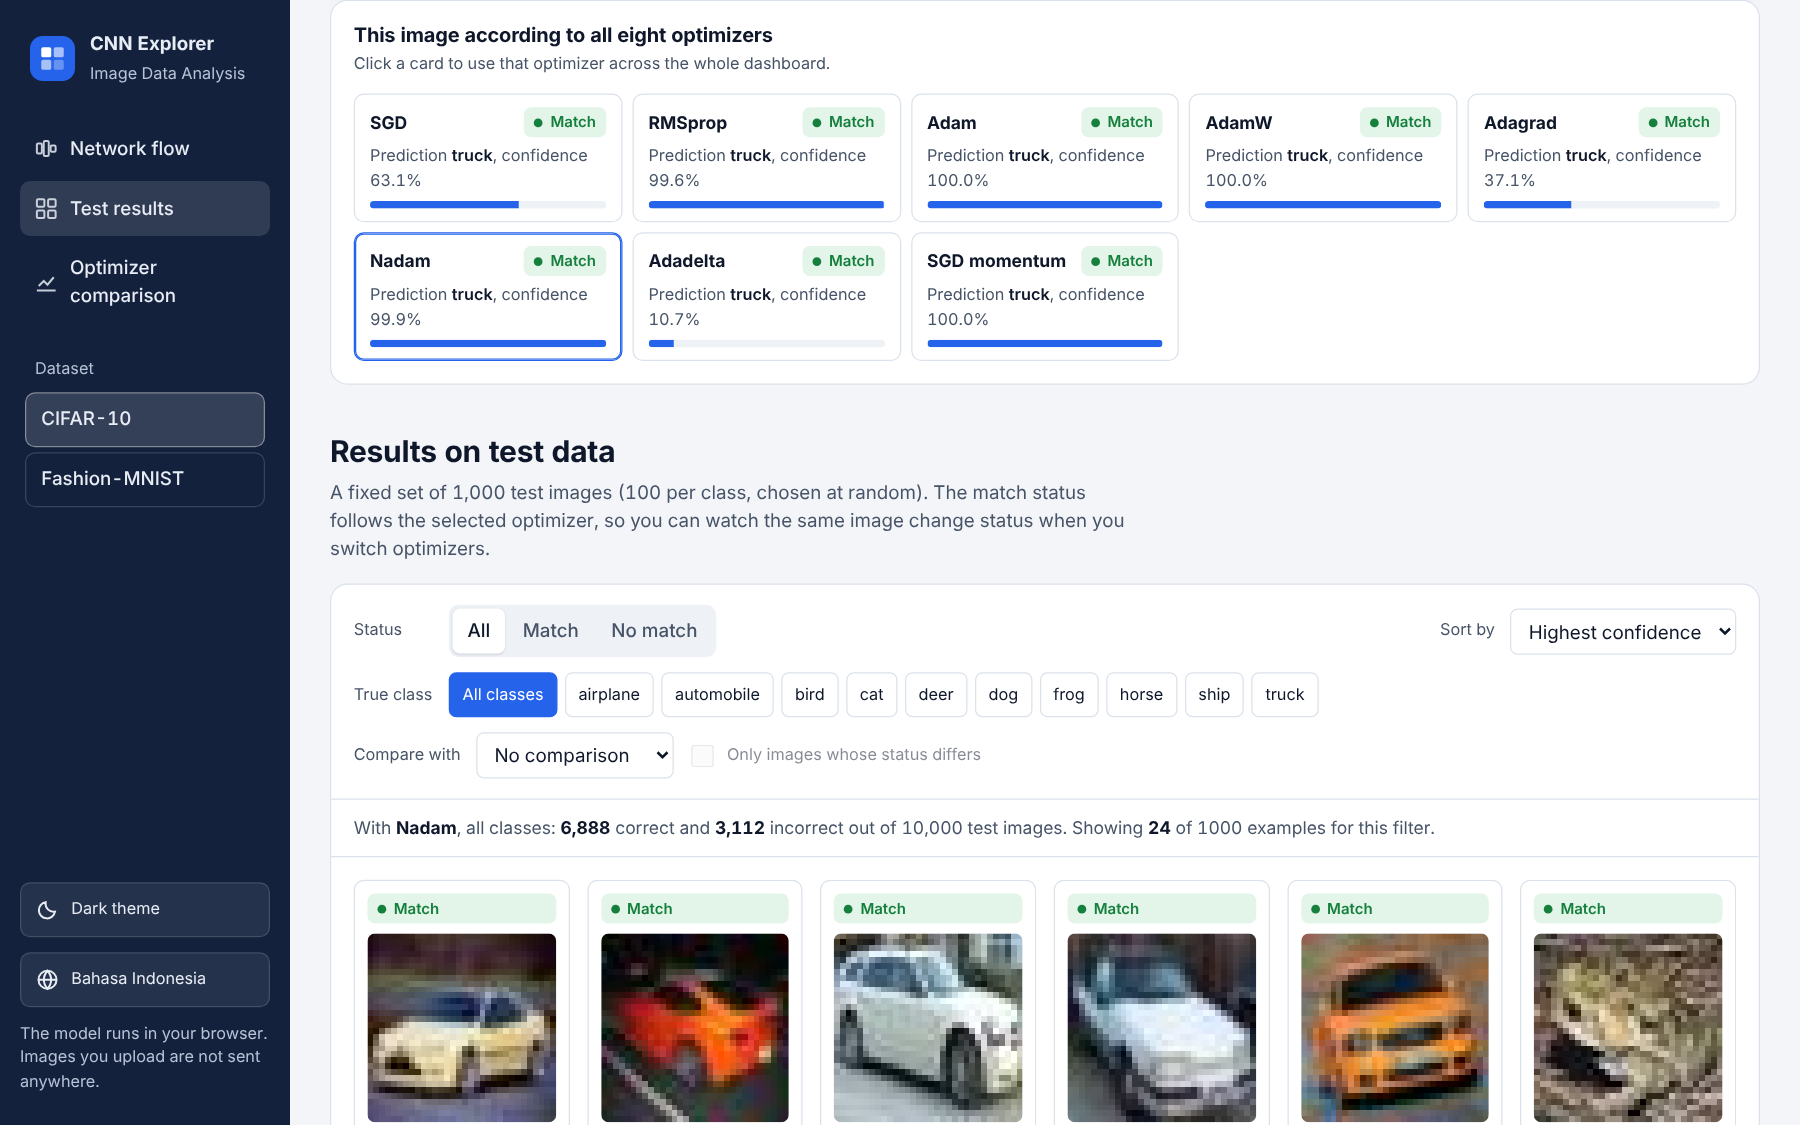 CNN Explorer
Image Data Analysis
Network flow
Test results
Optimizer
comparison
Dataset
CIFAR-10
Fashion-MNIST
Dark theme
Bahasa Indonesia
The model runs in your browser.
Images you upload are not sent
anywhere.
This image according to all eight optimizers
Click a card to use that optimizer across the whole dashboard.
SGD Match
Prediction truck, confidence
63.1%
RMSprop Match
Prediction truck, confidence
99.6%
Adam Match
Prediction truck, confidence
100.0%
AdamW Match
Prediction truck, confidence
100.0%
Adagrad Match
Prediction truck, confidence
37.1%
Nadam Match
Prediction truck, confidence
99.9%
Adadelta Match
Prediction truck, confidence
10.7%
SGD momentum Match
Prediction truck, confidence
100.0%
Results on test data
A fixed set of 1,000 test images (100 per class, chosen at random). The match status
follows the selected optimizer, so you can watch the same image change status when you
switch optimizers.
Status All Match No match Sort by Highest confidence
True class All classes airplane automobile bird cat deer dog frog horse ship truck
Compare with No comparison Only images whose status differs
With Nadam, all classes: 6,888 correct and 3,112 incorrect out of 10,000 test images. Showing 24 of 1000 examples for this filter.
Match Match Match Match Match Match